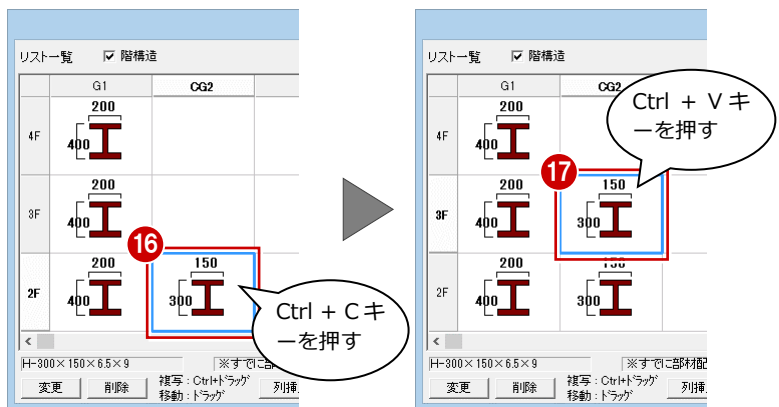 リスト一覧 階構造
G1 CG2
4F 200 400
3F 200 400
16
2F 200 400 150 300
Ctrl + Cキ
ーを押す
<
H-300×150×6.5×9 ※すでに部
変更 削除 複写：Ctrl+ドラッグ 列挿
移動：ドラッグ
リスト一覧 階構造
G1 CG2
Ctrl + Vキ
ーを押す
4F 200 400
17
3F 200 400 150 300
2F 200 400 150 300
<
H-300×150×6.5×9 ※すでに部材配
変更 削除 複写：Ctrl+ドラッグ 列挿
移動：ドラッグ